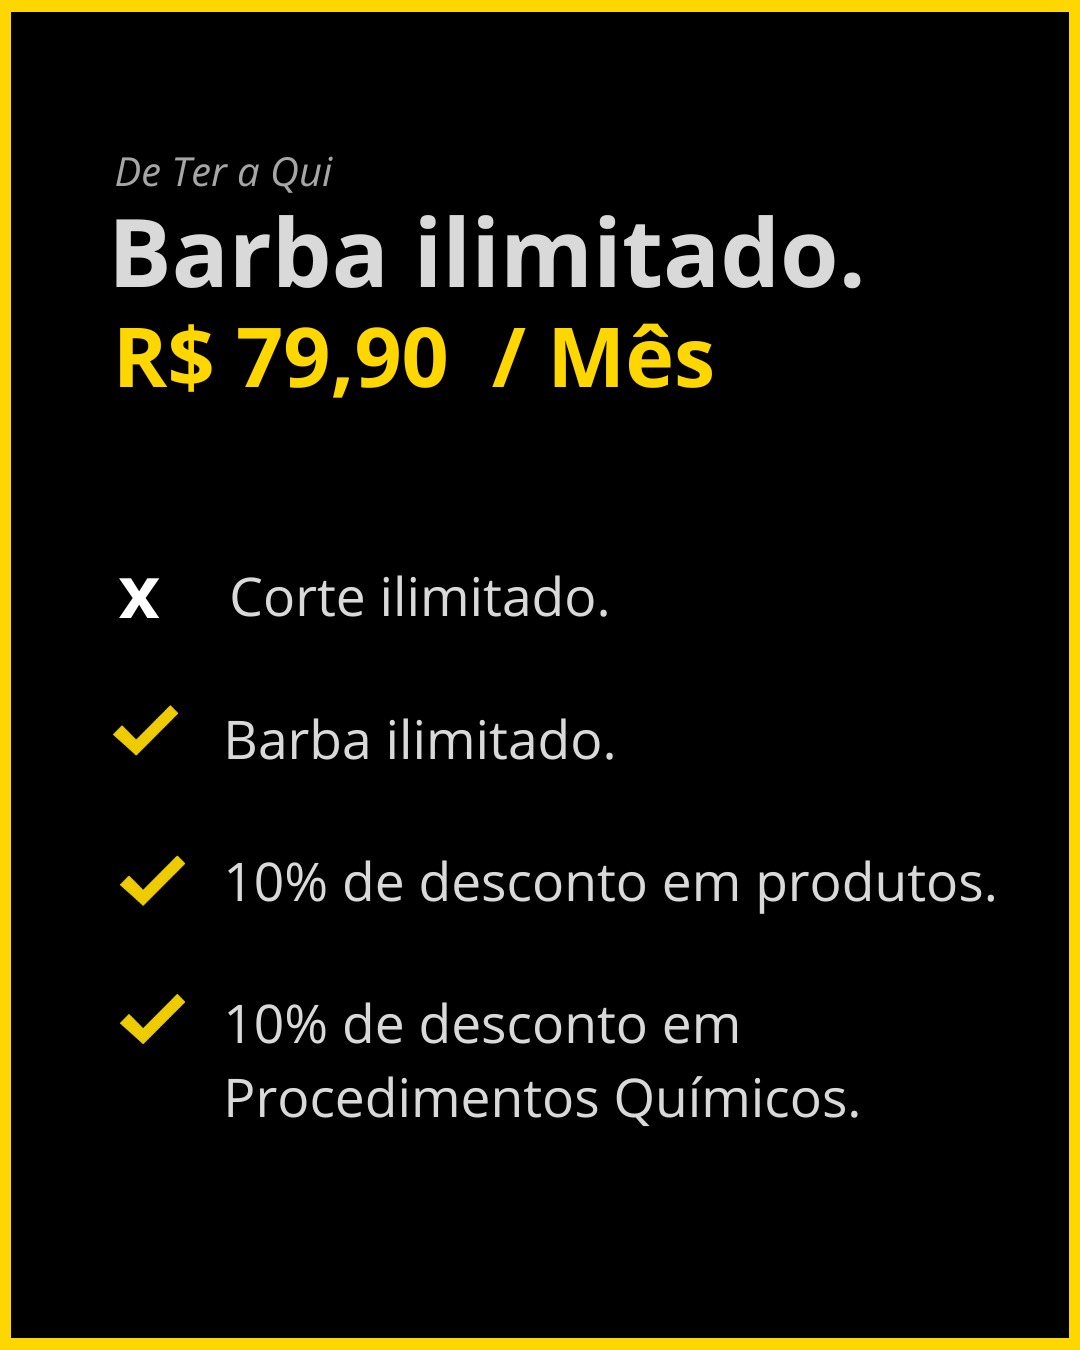 De Ter a Qui
Barba ilimitado.
R$ 79,90 / Mês
x Corte ilimitado.
Barba ilimitado.
10% de desconto em produtos.
10% de desconto em
Procedimentos Químicos.